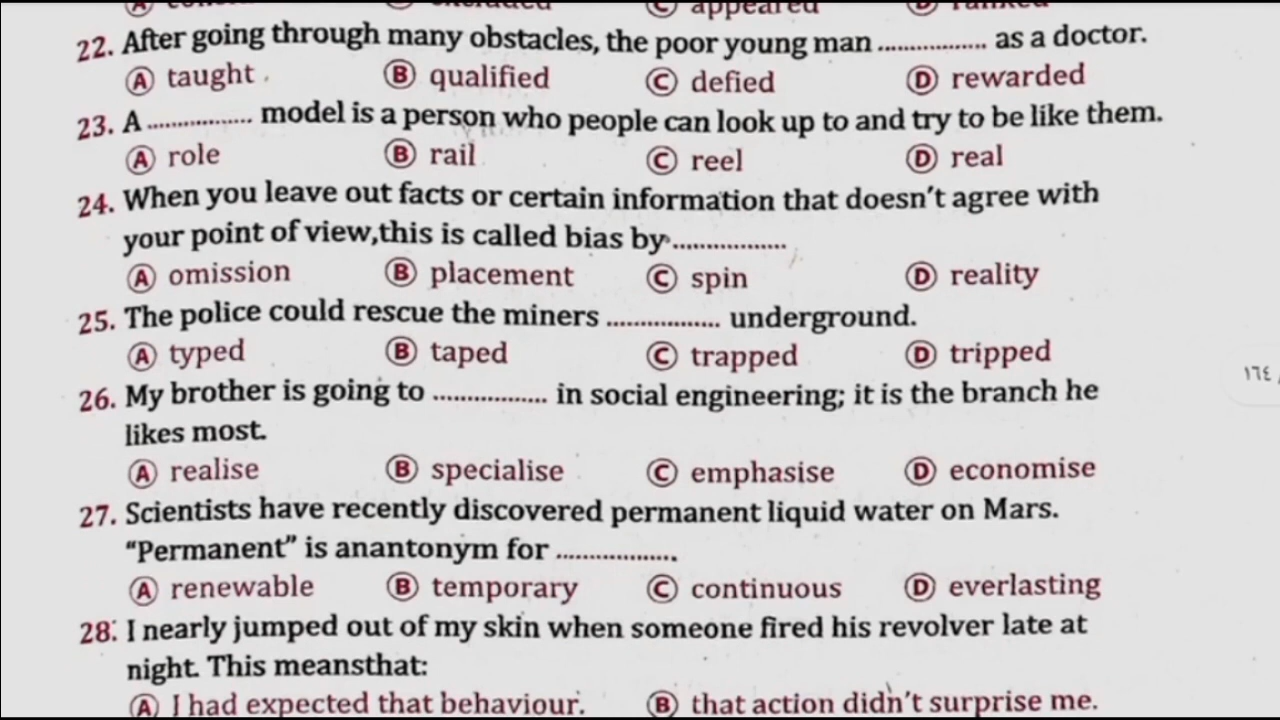 22. After going through many obstacles, the poor young man ................. as a doctor.
Ⓐ taught Ⓑ qualified Ⓒ defied Ⓓ rewarded
23. A ................ model is a person who people can look up to and try to be like them.
Ⓐ role Ⓑ rail Ⓒ reel Ⓓ real
24. When you leave out facts or certain information that doesn't agree with
your point of view,this is called bias by.................
Ⓐ omission Ⓑ placement Ⓒ spin Ⓓ reality
25. The police could rescue the miners ................. underground.
Ⓐ typed Ⓑ taped Ⓒ trapped Ⓓ tripped
26. My brother is going to ................. in social engineering; it is the branch he
likes most.
Ⓐ realise Ⓑ specialise Ⓒ emphasise Ⓓ economise
١٦٤
27. Scientists have recently discovered permanent liquid water on Mars.
"Permanent" is anantonym for ..................
Ⓐ renewable Ⓑ temporary Ⓒ continuous Ⓓ everlasting
28. I nearly jumped out of my skin when someone fired his revolver late at
night. This meansthat:
Ⓐ I had expected that behaviour. Ⓑ that action didn't surprise me.